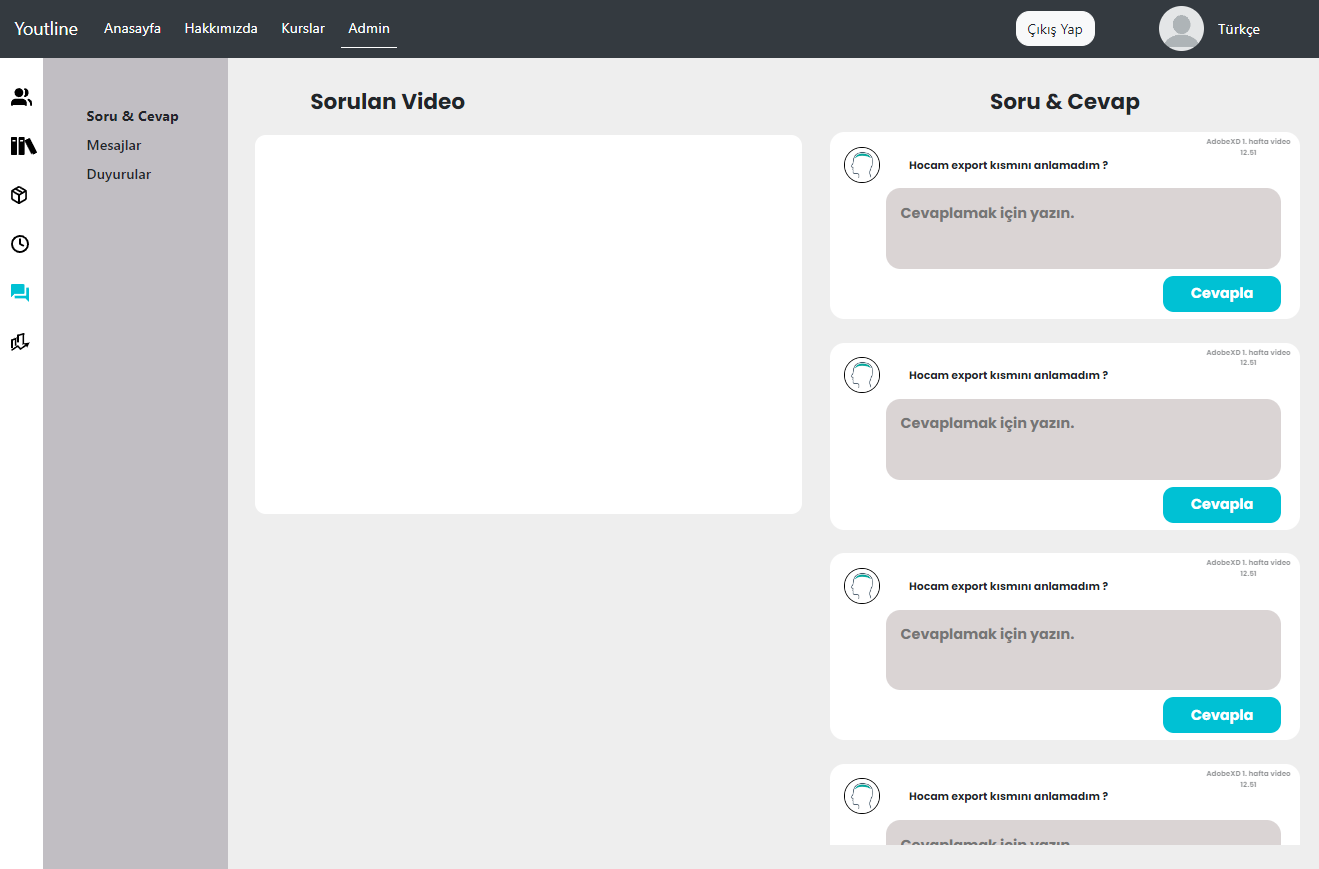 Youtline
Anasayfa
Hakkımızda
Kurslar
Admin
Çıkış Yap
Türkçe
Soru & Cevap
Mesajlar
Duyurular
Sorulan Video
Soru & Cevap
AdobeXD 1. hafta video
12.51
Hocam export kısmını anlamadım ?
Cevaplamak için yazın.
Cevapla
AdobeXD 1. hafta video
12.51
Hocam export kısmını anlamadım ?
Cevaplamak için yazın.
Cevapla
AdobeXD 1. hafta video
12.51
Hocam export kısmını anlamadım ?
Cevaplamak için yazın.
Cevapla
AdobeXD 1. hafta video
12.51
Hocam export kısmını anlamadım ?
Cevaplamak için yazın.